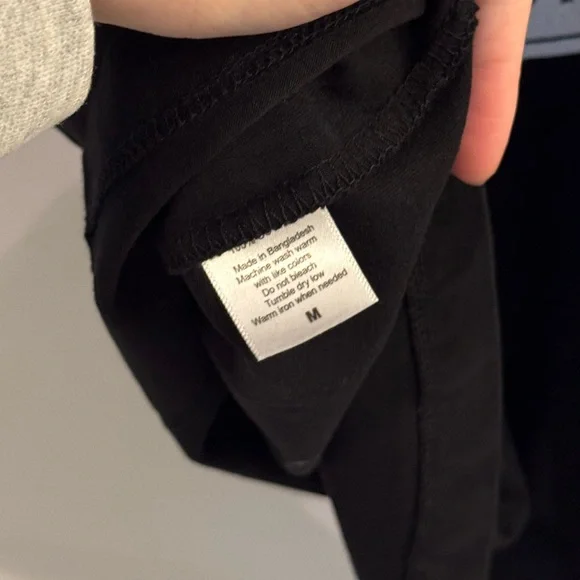 100%
Made in Bangladesh
Machine wash warm
with like colors
Do not bleach
Tumble dry low
Warm iron when needed
M